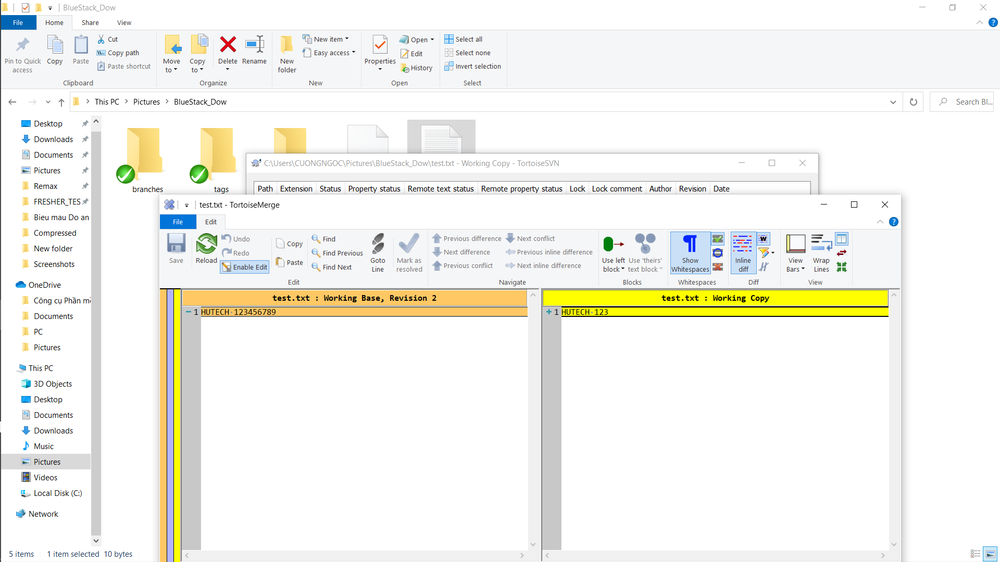 BlueStack_Dow
File Home Share View
Pin to Quick access
Copy
Paste
Cut
Copy path
Paste shortcut
Clipboard
Move to
Copy to
Delete
Rename
Organize
New folder
New item
Easy access
New
Properties
Open
Edit
History
Open
Select all
Select none
Invert selection
Select
This PC > Pictures > BlueStack_Dow
Search Bl...
Desktop
Downloads
Documents
Pictures
Remax
FRESHER_TES
Bieu mau Do an
Compressed
New folder
Screenshots
OneDrive
Công cụ Phần mề
Documents
PC
Pictures
This PC
3D Objects
Desktop
Documents
Downloads
Music
Pictures
Videos
Local Disk (C:)
Network
branches
tags
C:\Users\CUONGNGOC\Pictures\BlueStack_Dow\test.txt - Working Copy - TortoiseSVN
Path Extension Status Property status Remote text status Remote property status Lock Lock comment Author Revision Date
test.txt - TortoiseMerge
File Edit
Save
Reload
Undo
Redo
Enable Edit
Copy
Paste
Find
Find Previous
Find Next
Goto Line
Mark as resolved
Edit
Previous difference
Next difference
Previous conflict
Next conflict
Previous inline difference
Next inline difference
Navigate
Use left block
Use 'theirs' text block
Blocks
Show Whitespaces
Whitespaces
Inline diff
Diff
View Bars
Wrap Lines
View
test.txt : Working Base, Revision 2
1 HUTECH·123456789
test.txt : Working Copy
1 HUTECH·123
5 items 1 item selected 10 bytes